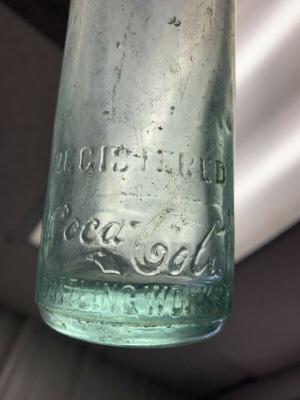 REGISTERED
Coca-Cola
BOTTLING WORKS